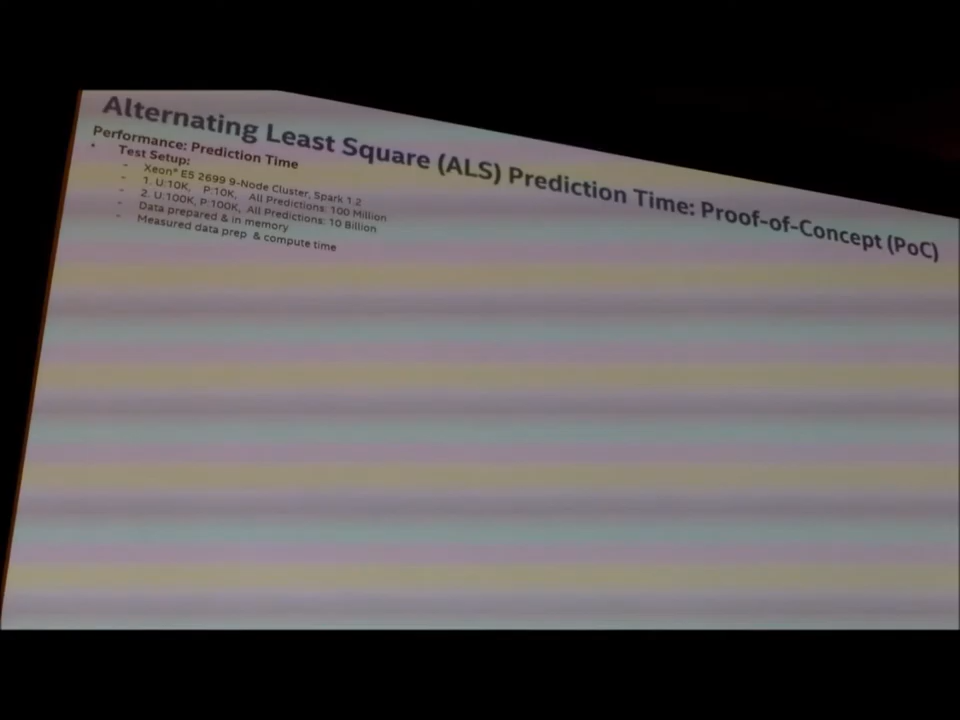 Alternating Least Square (ALS) Prediction Time: Proof-of-Concept (PoC)
Performance: Prediction Time
• Test Setup:
- Xeon® E5 2699 9-Node Cluster, Spark 1.2
- 1. U:10K, P:10K, All Predictions: 100 Million
- 2. U:100K, P:100K, All Predictions: 10 Billion
- Data prepared & in memory
- Measured data prep & compute time